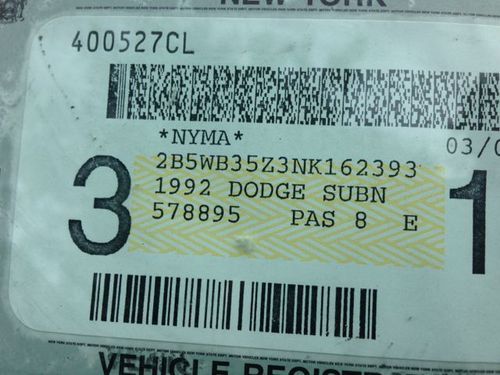 NEW YORK
400527CL
*NYMA*
03/0
2B5WB35Z3NK162393
1992 DODGE SUBN
578895 PAS 8 E
3
1
VEHICLE REGISTR